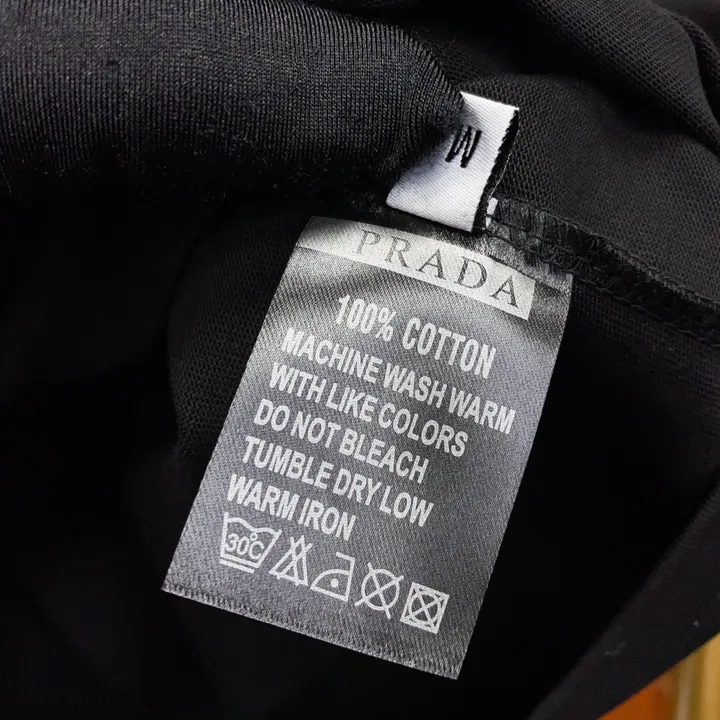 M
PRADA
100% COTTON
MACHINE WASH WARM
WITH LIKE COLORS
DO NOT BLEACH
TUMBLE DRY LOW
WARM IRON
30°C